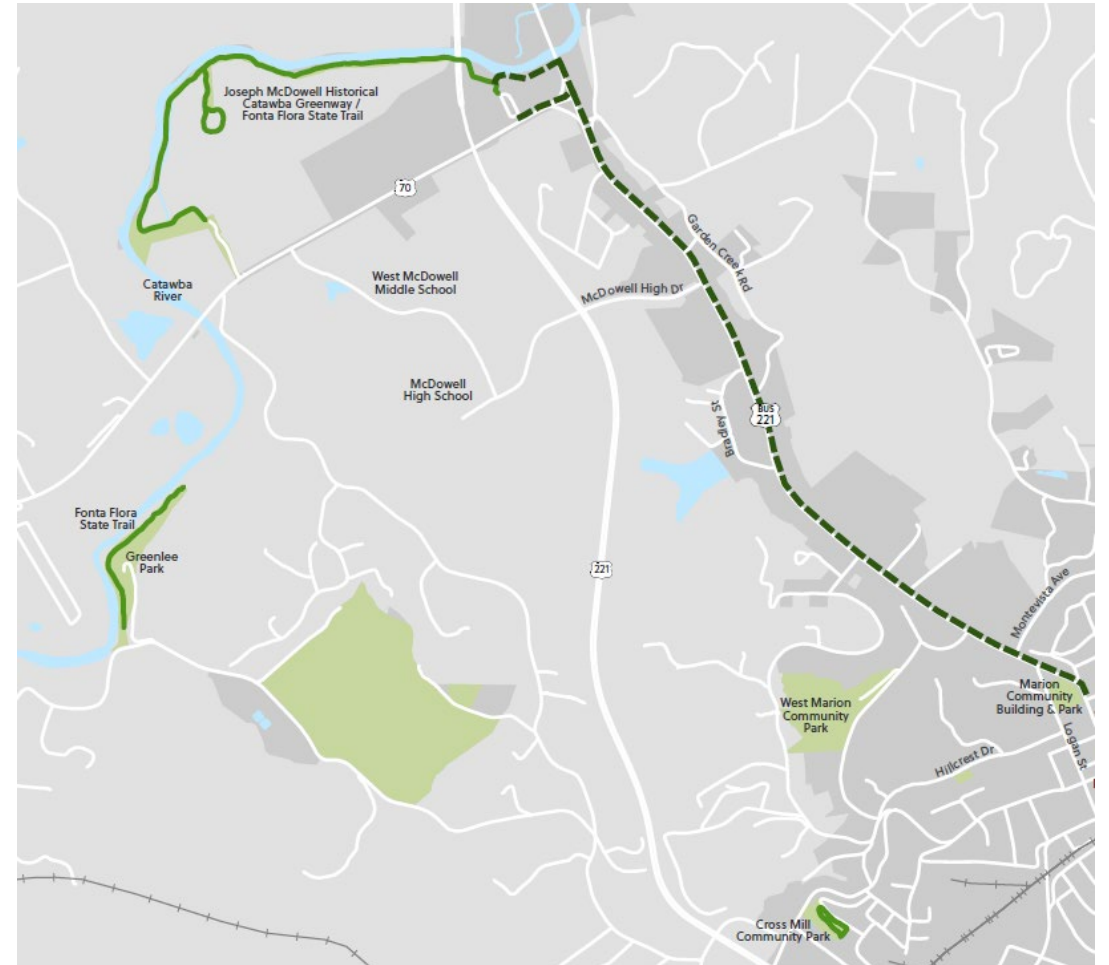 Joseph McDowell Historical
Catawba Greenway /
Fonta Flora State Trail
70
Garden Creek Rd
West McDowell
Middle School
Catawba
River
McDowell High Dr
McDowell
High School
BUS
221
Bradley St
Fonta Flora
State Trail
Greenlee
Park
221
Montevista Ave
Marion
Community
Building & Park
West Marion
Community
Park
Logan St
Hillcrest Dr
Cross Mill
Community Park